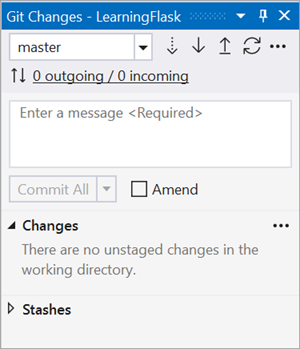 Git Changes - LearningFlask
master
0 outgoing / 0 incoming
Enter a message <Required>
Commit All
Amend
Changes
There are no unstaged changes in the
working directory.
Stashes